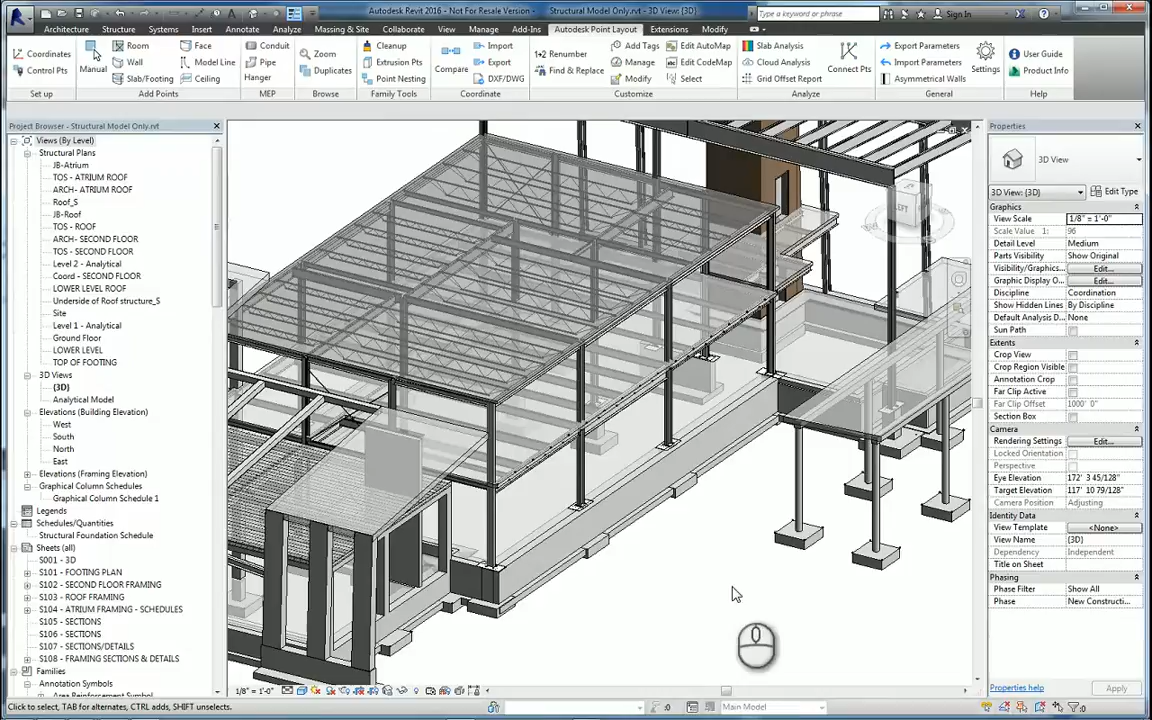 Autodesk Revit 2016 - Not For Resale Version - Structural Model Only.rvt - 3D View: {3D}
Type a keyword or phrase
Sign In
Architecture Structure Systems Insert Annotate Analyze Massing & Site Collaborate View Manage Add-Ins Autodesk Point Layout Extensions Modify
Coordinates
Control Pts
Set up
Manual
Room
Wall
Slab/Footing
Face
Model Line
Ceiling
Add Points
Conduit
Pipe
Hanger
MEP
Zoom
Duplicates
Browse
Cleanup
Extrusion Pts
Point Nesting
Family Tools
Compare
Import
Export
DXF/DWG
Coordinate
Renumber
Find & Replace
Add Tags
Manage
Modify
Edit AutoMap
Edit CodeMap
Select
Customize
Slab Analysis
Cloud Analysis
Grid Offset Report
Connect Pts
Analyze
Export Parameters
Import Parameters
Asymmetrical Walls
Settings
General
User Guide
Product Info
Help
Project Browser - Structural Model Only.rvt
Views (By Level)
Structural Plans
JB-Atrium
TOS - ATRIUM ROOF
ARCH- ATRIUM ROOF
Roof_S
JB-Roof
TOS - ROOF
ARCH- SECOND FLOOR
TOS - SECOND FLOOR
Level 2 - Analytical
Coord - SECOND FLOOR
LOWER LEVEL ROOF
Underside of Roof structure_S
Site
Level 1 - Analytical
Ground Floor
LOWER LEVEL
TOP OF FOOTING
3D Views
{3D}
Analytical Model
Elevations (Building Elevation)
West
South
North
East
Elevations (Framing Elevation)
Graphical Column Schedules
Graphical Column Schedule 1
Legends
Schedules/Quantities
Structural Foundation Schedule
Sheets (all)
S001 - 3D
S101 - FOOTING PLAN
S102 - SECOND FLOOR FRAMING
S103 - ROOF FRAMING
S104 - ATRIUM FRAMING - SCHEDULES
S105 - SECTIONS
S106 - SECTIONS
S107 - SECTIONS/DETAILS
S108 - FRAMING SECTIONS & DETAILS
Families
Annotation Symbols
Area Reinforcement Symbol
LEFT
Properties
3D View
3D View: {3D}
Edit Type
Graphics
View Scale 1/8" = 1'-0"
Scale Value 1: 96
Detail Level Medium
Parts Visibility Show Original
Visibility/Graphics... Edit...
Graphic Display O... Edit...
Discipline Coordination
Show Hidden Lines By Discipline
Default Analysis D... None
Sun Path
Extents
Crop View
Crop Region Visible
Annotation Crop
Far Clip Active
Far Clip Offset 1000' 0"
Section Box
Camera
Rendering Settings Edit...
Locked Orientation
Perspective
Eye Elevation 172' 3 45/128"
Target Elevation 117' 10 79/128"
Camera Position Adjusting
Identity Data
View Template <None>
View Name {3D}
Dependency Independent
Title on Sheet
Phasing
Phase Filter Show All
Phase New Constructi...
Properties help
Apply
1/8" = 1'-0"
Click to select, TAB for alternates, CTRL adds, SHIFT unselects.
:0
Main Model
:0